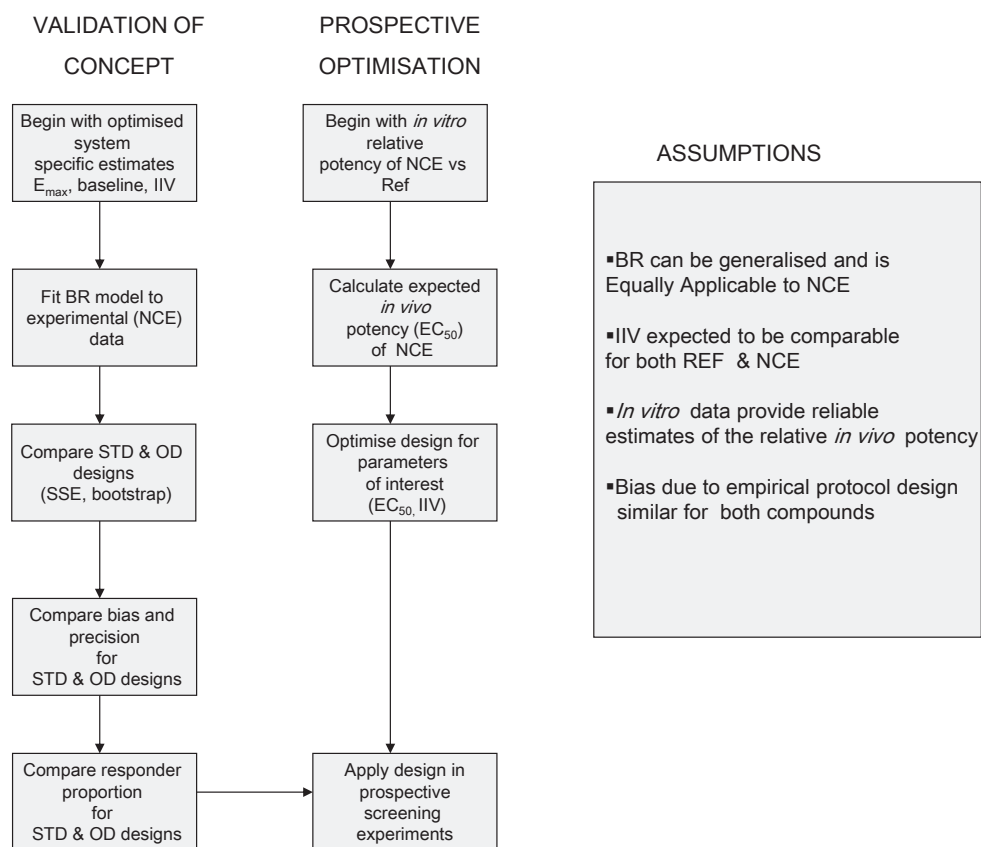 VALIDATION OF
CONCEPT
Begin with optimised
system
specific estimates
Emax, baseline, IIV
Fit BR model to
experimental (NCE)
data
Compare STD & OD
designs
(SSE, bootstrap)
Compare bias and
precision
for
STD & OD designs
Compare responder
proportion
for
STD & OD designs
PROSPECTIVE
OPTIMISATION
Begin with in vitro
relative
potency of NCE vs
Ref
Calculate expected
in vivo
potency (EC50)
of NCE
Optimise design for
parameters
of interest
(EC50, IIV)
Apply design in
prospective
screening
experiments
ASSUMPTIONS
▪BR can be generalised and is
Equally Applicable to NCE
▪IIV expected to be comparable
for both REF & NCE
▪In vitro data provide reliable
estimates of the relative in vivo potency
▪Bias due to empirical protocol design
similar for both compounds